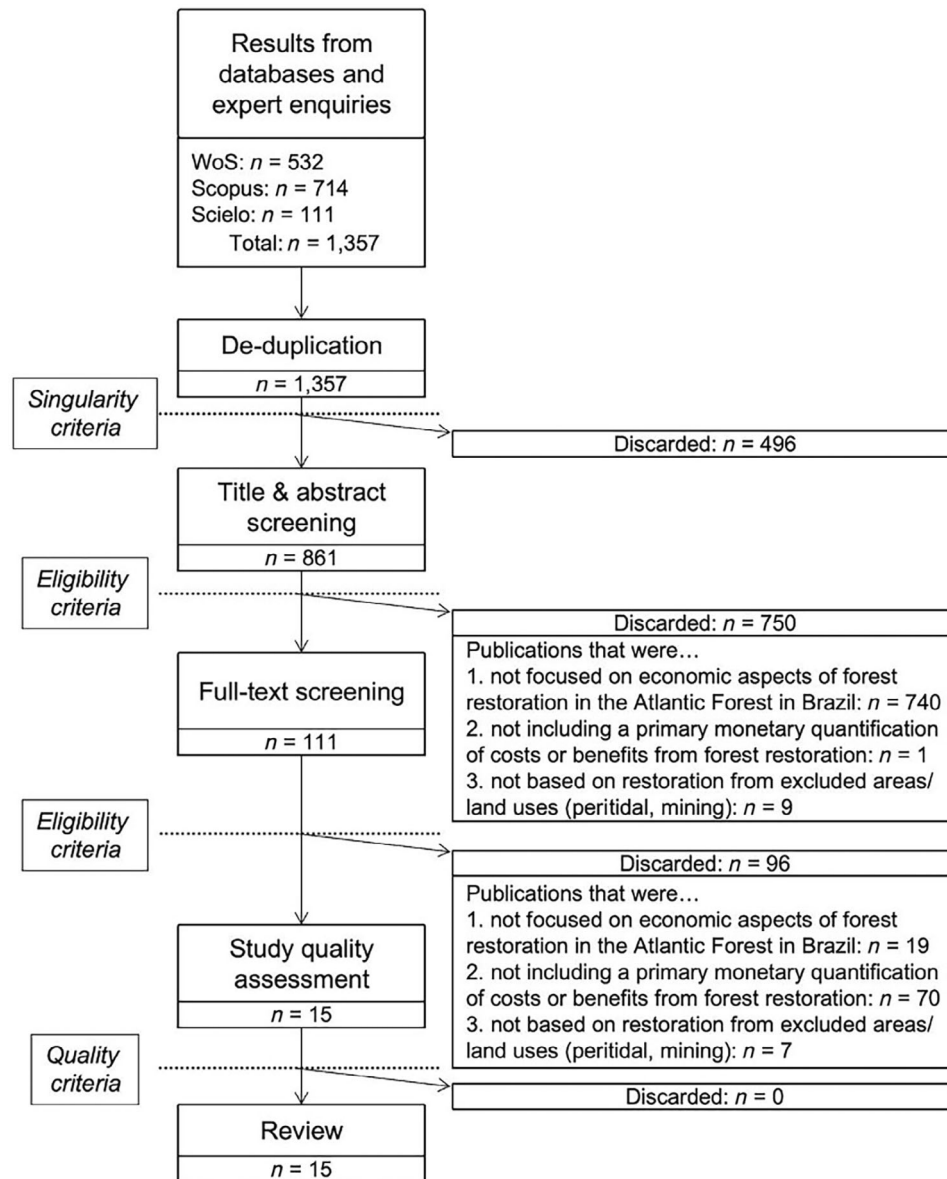 Results from
databases and
expert enquiries
WoS: n = 532
Scopus: n = 714
Scielo: n = 111
Total: n = 1,357
De-duplication
n = 1,357
Singularity
criteria
Discarded: n = 496
Title & abstract
screening
n = 861
Eligibility
criteria
Discarded: n = 750
Publications that were…
1. not focused on economic aspects of forest
restoration in the Atlantic Forest in Brazil: n = 740
2. not including a primary monetary quantification
of costs or benefits from forest restoration: n = 1
3. not based on restoration from excluded areas/
land uses (peritidal, mining): n = 9
Full-text screening
n = 111
Eligibility
criteria
Discarded: n = 96
Publications that were…
1. not focused on economic aspects of forest
restoration in the Atlantic Forest in Brazil: n = 19
2. not including a primary monetary quantification
of costs or benefits from forest restoration: n = 70
3. not based on restoration from excluded areas/
land uses (peritidal, mining): n = 7
Study quality
assessment
n = 15
Quality
criteria
Discarded: n = 0
Review
n = 15